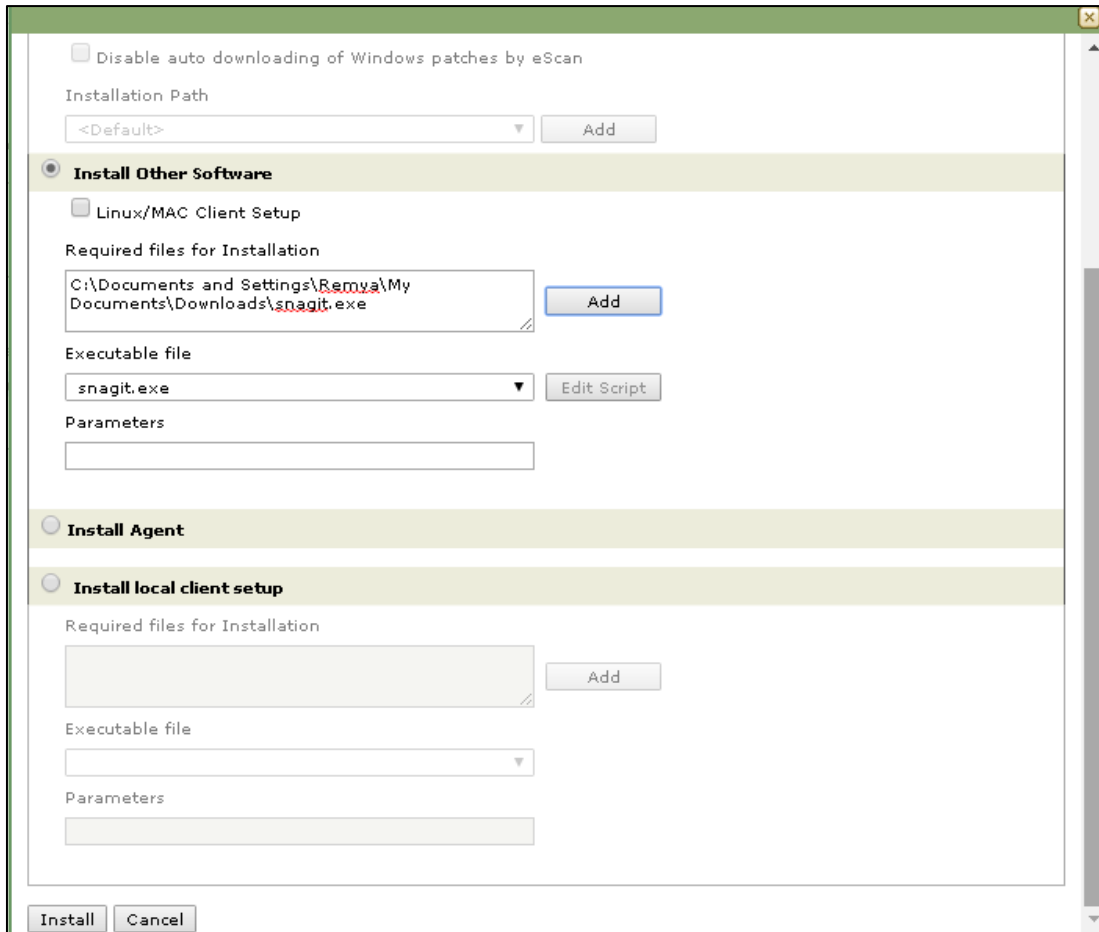 Disable auto downloading of Windows patches by eScan
Installation Path
<Default>
Add
Install Other Software
Linux/MAC Client Setup
Required files for Installation
C:\Documents and Settings\Remya\My
Documents\Downloads\snagit.exe
Add
Executable file
snagit.exe
Edit Script
Parameters
Install Agent
Install local client setup
Required files for Installation
Add
Executable file
Parameters
Install
Cancel